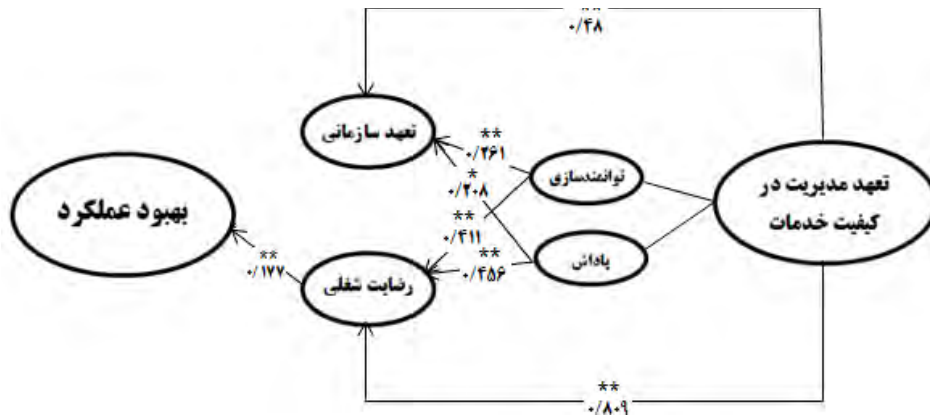 **
۰/۴۸
تعهد سازمانی
**
۰/۴۶۱
*
۰/۲۰۸
توانمندسازی
تعهد مدیریت در
کیفیت خدمات
بهبود عملکرد
**
۰/۴۱۱
پاداش
**
۰/۴۵۶
**
۰/۱۷۷
رضایت شغلی
**
۰/۸۰۹